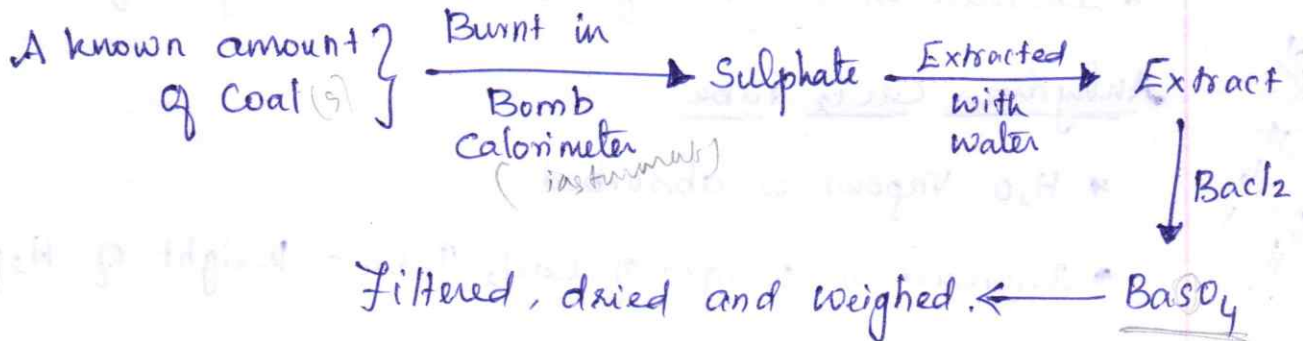 A known amount } Burnt in
of Coal (s) Bomb Calorimeter (instrument)
Sulphate
Extracted with water
Extract
BaCl2
BaSO4
Filtered, dried and weighed.